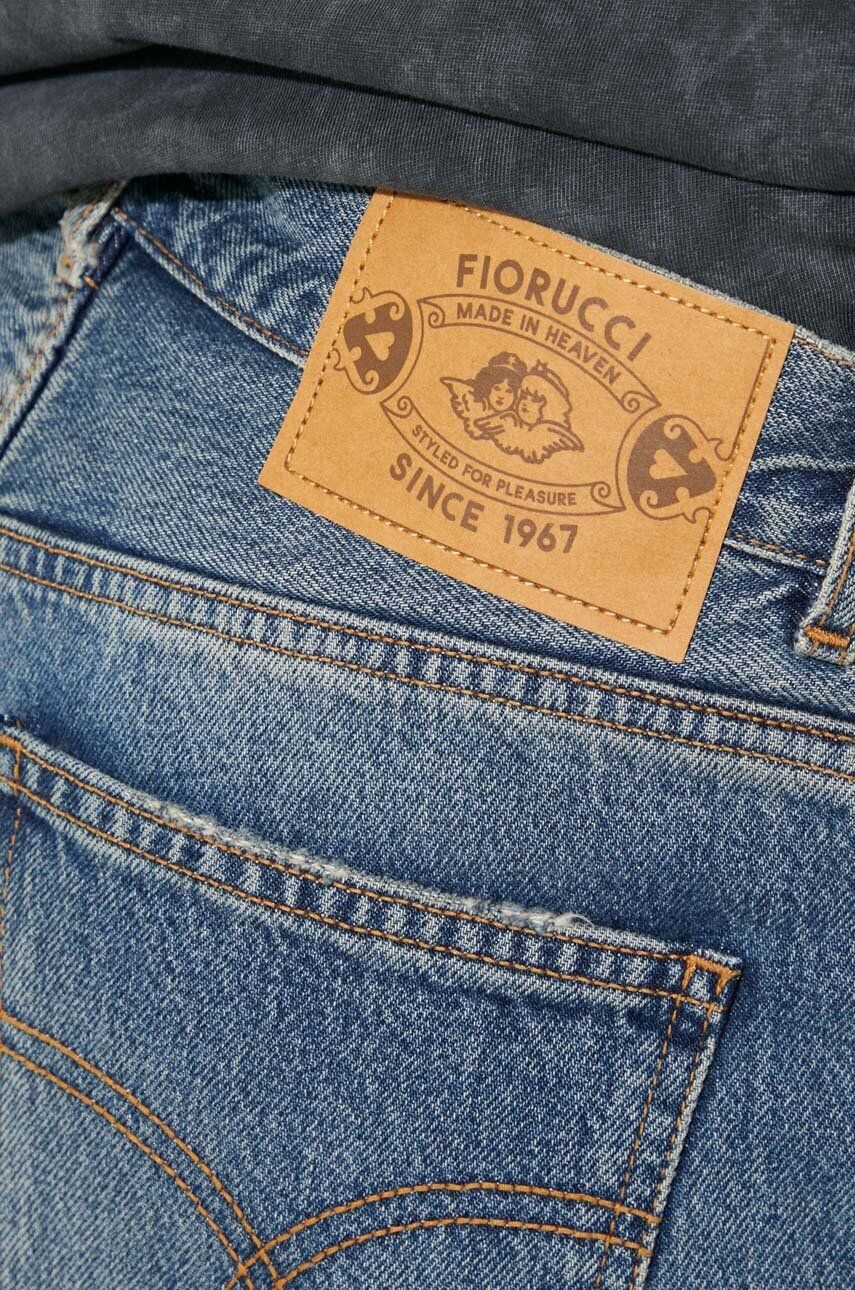 FIORUCCI
MADE IN HEAVEN
STYLED FOR PLEASURE
SINCE 1967